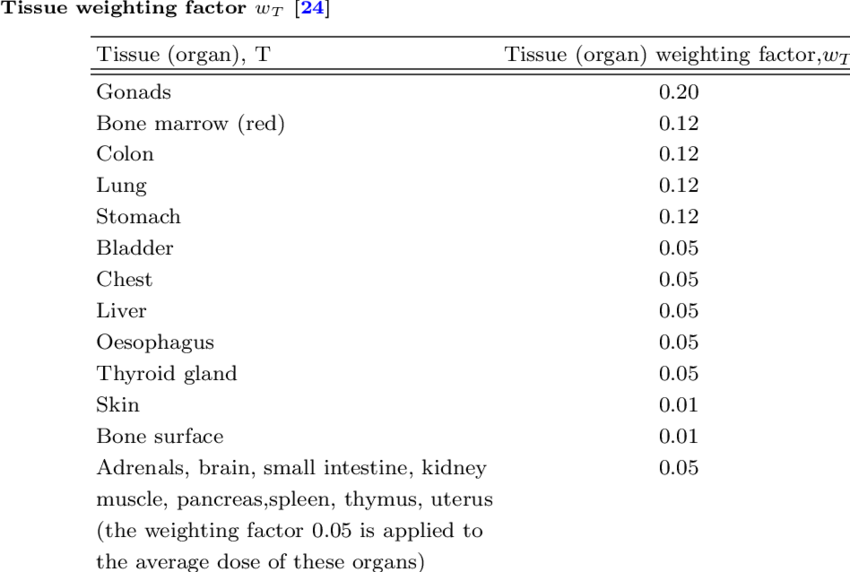 Tissue weighting factor w_T [24]
Tissue (organ), T Tissue (organ) weighting factor,w_T
Gonads 0.20
Bone marrow (red) 0.12
Colon 0.12
Lung 0.12
Stomach 0.12
Bladder 0.05
Chest 0.05
Liver 0.05
Oesophagus 0.05
Thyroid gland 0.05
Skin 0.01
Bone surface 0.01
Adrenals, brain, small intestine, kidney 0.05
muscle, pancreas,spleen, thymus, uterus
(the weighting factor 0.05 is applied to
the average dose of these organs)